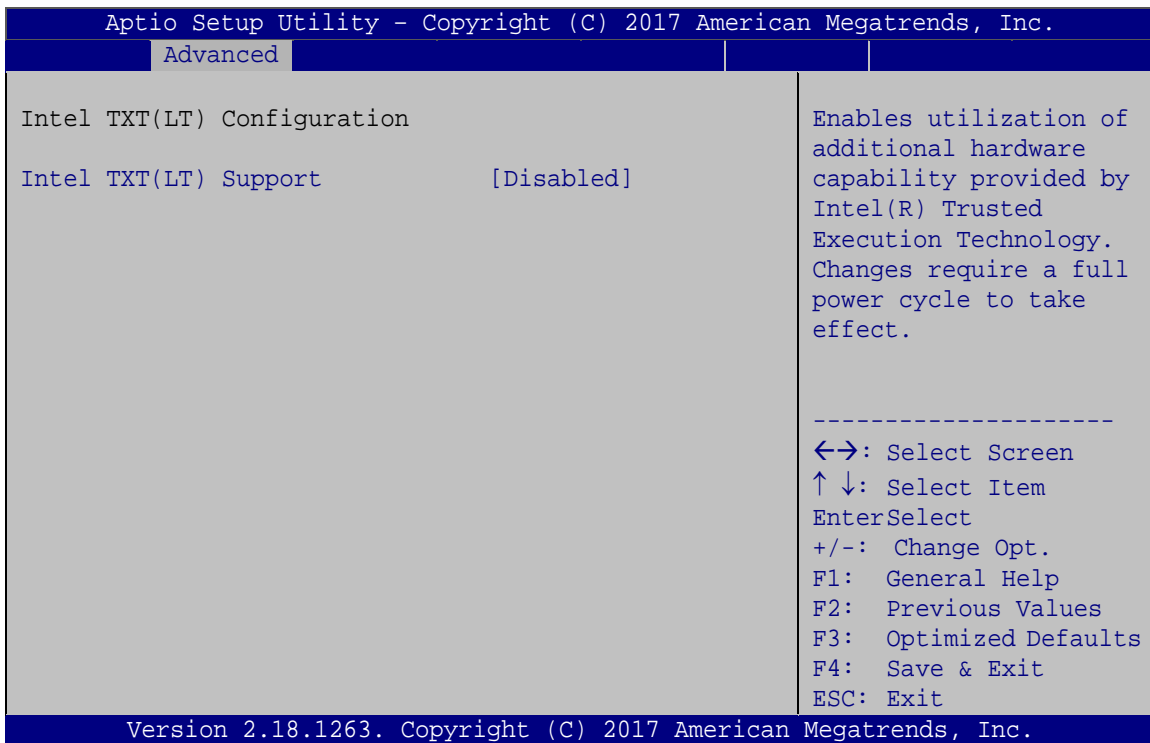 Aptio Setup Utility – Copyright (C) 2017 American Megatrends, Inc.
Advanced
Intel TXT(LT) Configuration
Intel TXT(LT) Support [Disabled]
Enables utilization of
additional hardware
capability provided by
Intel(R) Trusted
Execution Technology.
Changes require a full
power cycle to take
effect.
---------------------
←→: Select Screen
↑ ↓: Select Item
EnterSelect
+/-: Change Opt.
F1: General Help
F2: Previous Values
F3: Optimized Defaults
F4: Save & Exit
ESC: Exit
Version 2.18.1263. Copyright (C) 2017 American Megatrends, Inc.